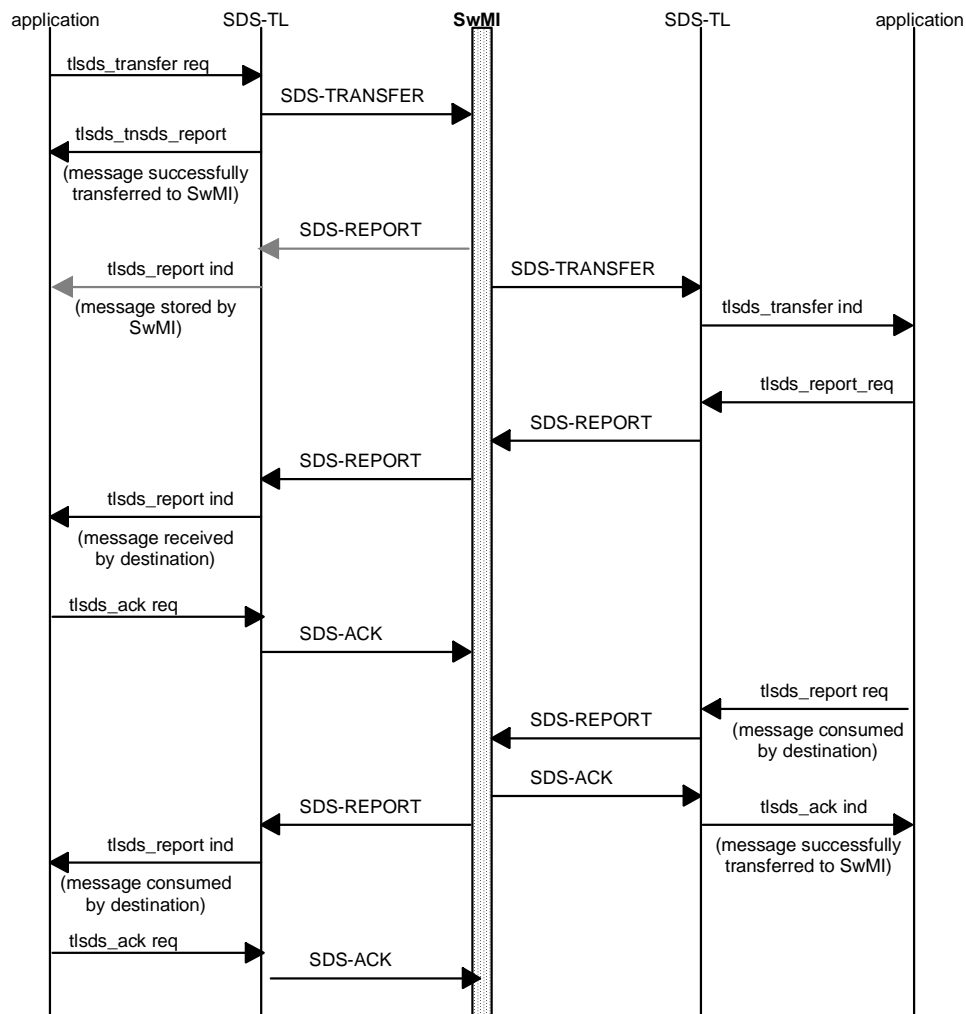 application SDS-TL SwMI SDS-TL application
tlsds_transfer req
SDS-TRANSFER
tlsds_tnsds_report
(message successfully
transferred to SwMI)
SDS-REPORT
tlsds_report ind
SDS-TRANSFER
(message stored by
SwMI)
tlsds_transfer ind
tlsds_report_req
SDS-REPORT
SDS-REPORT
tlsds_report ind
(message received
by destination)
tlsds_ack req
SDS-ACK
tlsds_report req
SDS-REPORT
(message consumed
by destination)
SDS-ACK
SDS-REPORT
tlsds_ack ind
tlsds_report ind
(message successfully
transferred to SwMI)
(message consumed
by destination)
tlsds_ack req
SDS-ACK